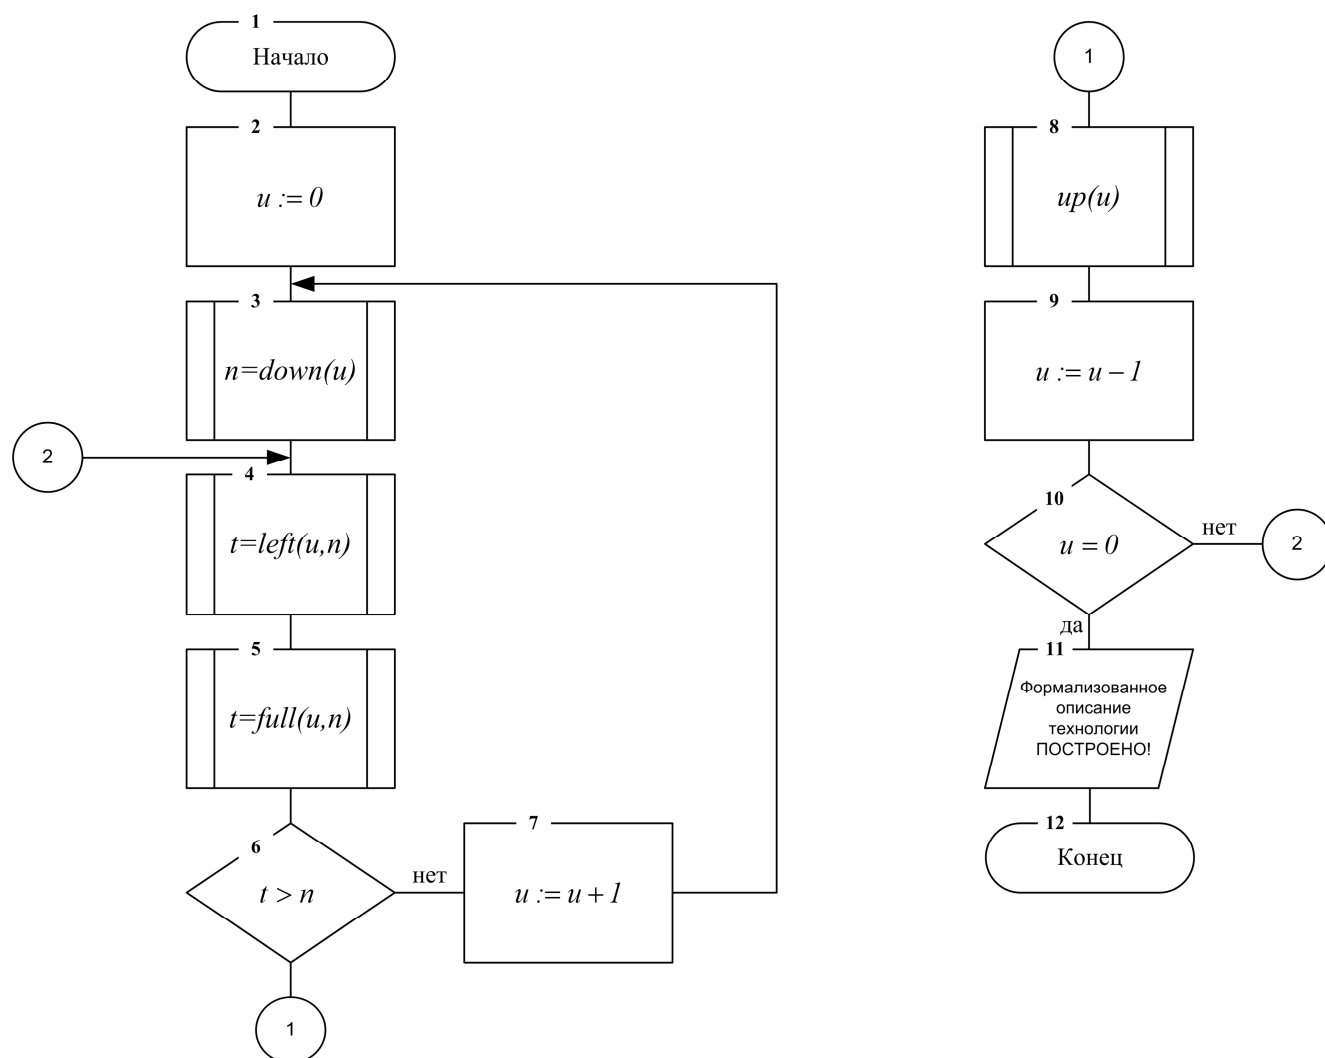 1
Начало
2
u := 0
3
n=down(u)
2
4
t=left(u,n)
5
t=full(u,n)
6
t > n
нет
7
u := u + 1
1
1
8
up(u)
9
u := u – 1
10
u = 0
нет
2
да
11
Формализованное
описание
технологии
ПОСТРОЕНО!
12
Конец